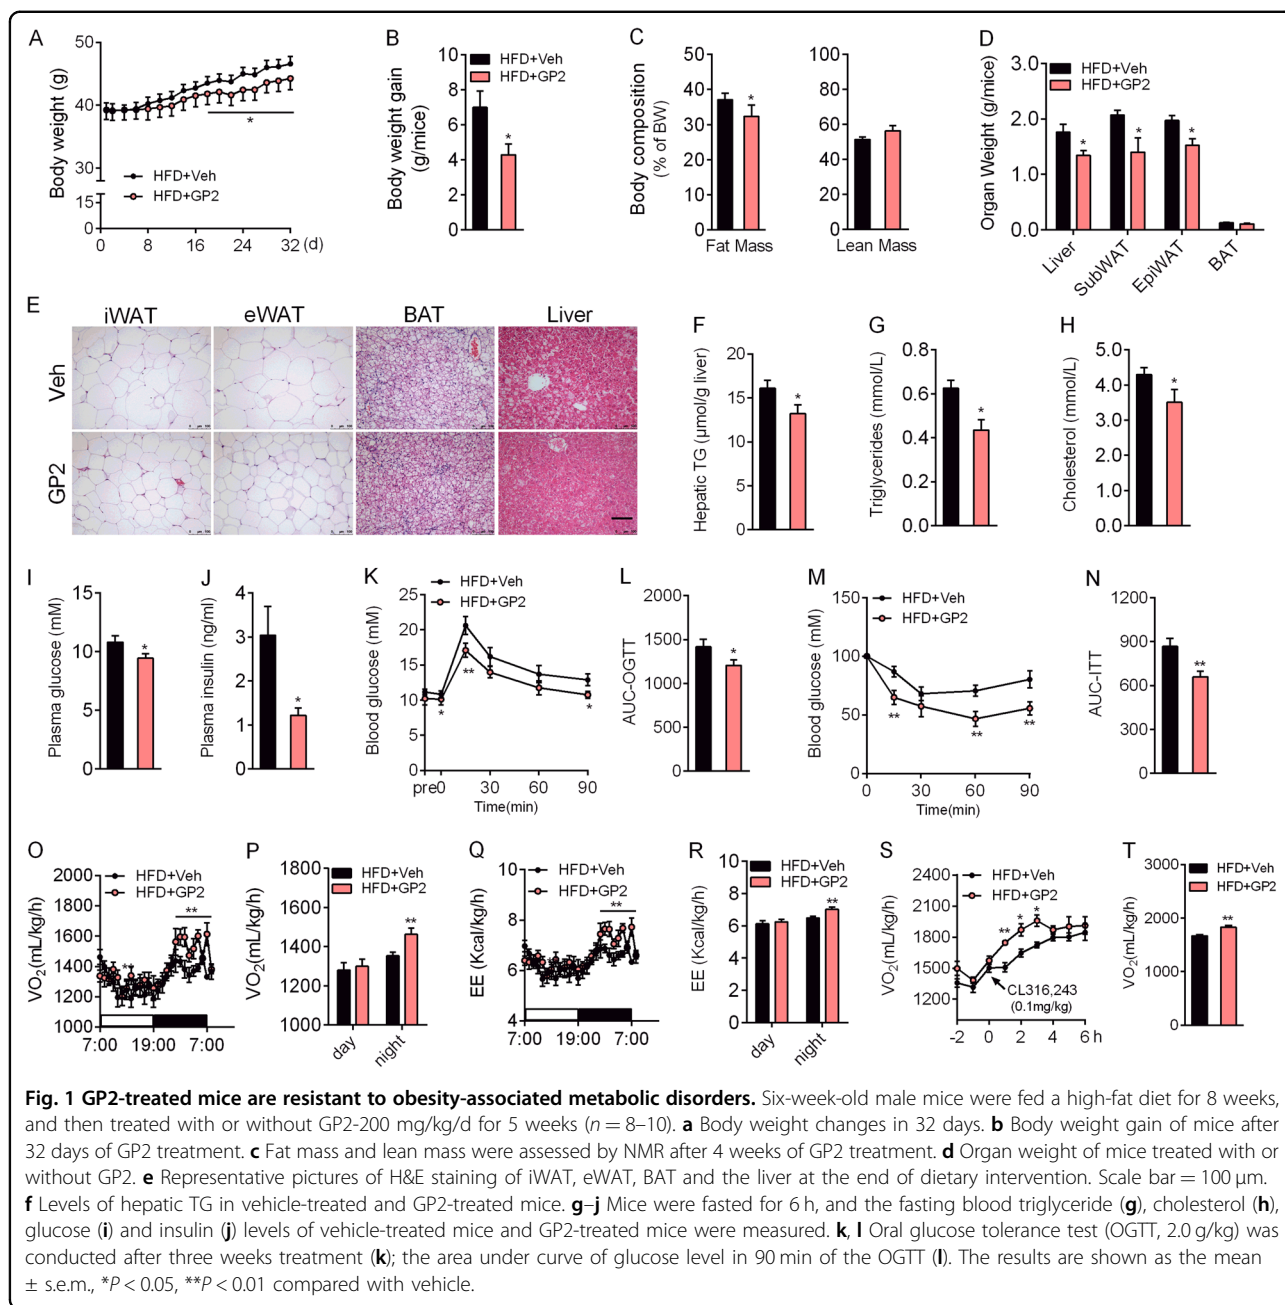 A
Body weight (g)
50
40
30
15
0
HFD+Veh
HFD+GP2
*
0 8 16 24 32 (d)
B
Body weight gain
(g/mice)
10
8
6
4
2
0
HFD+Veh
HFD+GP2
*
C
Body composition
(% of BW)
50
40
30
20
10
0
*
Fat Mass
100
80
60
40
20
0
Lean Mass
D
Organ Weight (g/mice)
3.0
2.0
1.0
0.0
HFD+Veh
HFD+GP2
* * *
Liver SubWAT EpiWAT BAT
E
iWAT eWAT BAT Liver
Veh
GP2
F
Hepatic TG (μmol/g liver)
20
15
10
5
0
*
G
Triglycerides (mmol/L)
0.8
0.6
0.4
0.2
0.0
*
H
Cholesterol (mmol/L)
5.0
4.0
3.0
2.0
1.0
0.0
*
I
Plasma glucose (mM)
15
10
5
0
*
J
Plasma insulin (ng/ml)
4
3
2
1
0
*
K
Blood glucose (mM)
25
20
15
10
5
0
HFD+Veh
HFD+GP2
* ** *
pre0 30 60 90
Time(min)
L
AUC-OGTT
2000
1500
1000
500
0
*
M
Blood glucose (mM)
150
100
50
0
HFD+Veh
HFD+GP2
** ** **
0 30 60 90
Time(min)
N
AUC-ITT
1200
900
600
300
0
**
O
VO2(mL/kg/h)
2000
1800
1600
1400
1200
1000
HFD+Veh
HFD+GP2
**
**
7:00 19:00 7:00
P
VO2(mL/kg/h)
1800
1600
1400
1200
1000
HFD+Veh
HFD+GP2
**
day night
Q
EE (Kcal/kg/h)
10
8
6
4
HFD+Veh
HFD+GP2
**
7:00 19:00 7:00
R
EE (Kcal/kg/h)
10
8
6
4
2
0
HFD+Veh
HFD+GP2
**
day night
S
VO2(mL/kg/h)
2700
2400
2100
1800
1500
1200
HFD+Veh
HFD+GP2
** * *
CL316,243
(0.1mg/kg)
-2 0 2 4 6 h
T
VO2(mL/kg/h)
3000
2000
1000
0
HFD+Veh
HFD+GP2
**
Fig. 1 GP2-treated mice are resistant to obesity-associated metabolic disorders. Six-week-old male mice were fed a high-fat diet for 8 weeks,
and then treated with or without GP2-200 mg/kg/d for 5 weeks (n = 8–10). a Body weight changes in 32 days. b Body weight gain of mice after
32 days of GP2 treatment. c Fat mass and lean mass were assessed by NMR after 4 weeks of GP2 treatment. d Organ weight of mice treated with or
without GP2. e Representative pictures of H&E staining of iWAT, eWAT, BAT and the liver at the end of dietary intervention. Scale bar = 100 μm.
f Levels of hepatic TG in vehicle-treated and GP2-treated mice. g–j Mice were fasted for 6 h, and the fasting blood triglyceride (g), cholesterol (h),
glucose (i) and insulin (j) levels of vehicle-treated mice and GP2-treated mice were measured. k, l Oral glucose tolerance test (OGTT, 2.0 g/kg) was
conducted after three weeks treatment (k); the area under curve of glucose level in 90 min of the OGTT (l). The results are shown as the mean
± s.e.m., *P < 0.05, **P < 0.01 compared with vehicle.